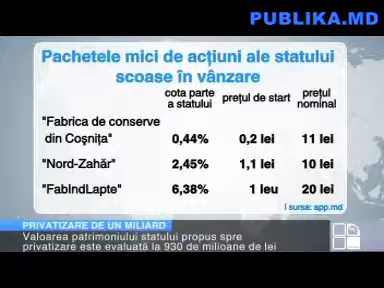 PUBLIKA.MD
Pachetele mici de acțiuni ale statului
scoase în vânzare
cota parte a statului prețul de start prețul nominal
"Fabrica de conserve
din Coșnița" 0,44% 0,2 lei 11 lei
"Nord-Zahăr" 2,45% 1,1 lei 10 lei
"FabIndLapte" 6,38% 1 leu 20 lei
| sursa: app.md
PRIVATIZARE DE UN MILIARD
Valoarea patrimoniului statului propus spre
privatizare este evaluată la 930 de milioane de lei